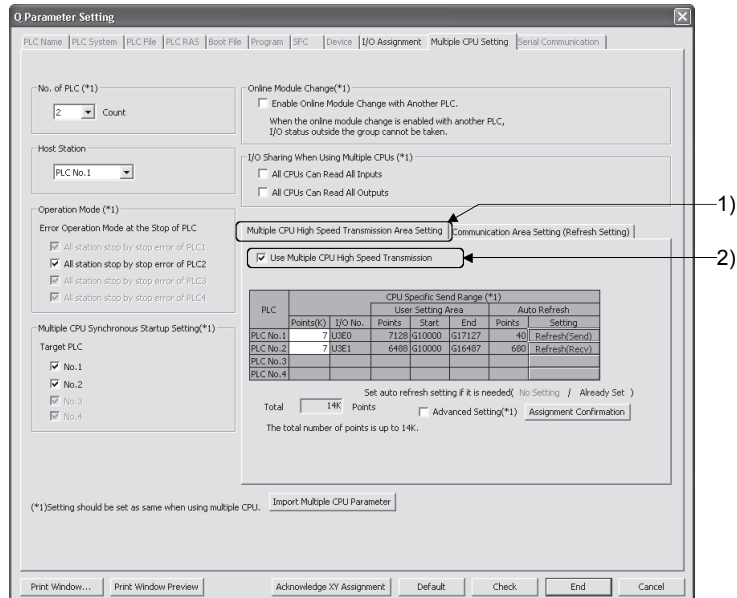 Q Parameter Setting
PLC Name PLC System PLC File PLC RAS Boot File Program SFC Device I/O Assignment Multiple CPU Setting Serial Communication
No. of PLC (*1)
2 Count
Host Station
PLC No.1
Operation Mode (*1)
Error Operation Mode at the Stop of PLC
All station stop by stop error of PLC1
All station stop by stop error of PLC2
All station stop by stop error of PLC3
All station stop by stop error of PLC4
Multiple CPU Synchronous Startup Setting(*1)
Target PLC
No.1
No.2
No.3
No.4
Online Module Change(*1)
Enable Online Module Change with Another PLC.
When the online module change is enabled with another PLC,
I/O status outside the group cannot be taken.
I/O Sharing When Using Multiple CPUs (*1)
All CPUs Can Read All Inputs
All CPUs Can Read All Outputs
1)
Multiple CPU High Speed Transmission Area Setting Communication Area Setting (Refresh Setting)
2)
Use Multiple CPU High Speed Transmission
CPU Specific Send Range (*1)
PLC User Setting Area Auto Refresh
Points(K) I/O No. Points Start End Points Setting
PLC No.1 7 U3E0 7128 G10000 G17127 40 Refresh(Send)
PLC No.2 7 U3E1 6488 G10000 G16487 680 Refresh(Recv)
PLC No.3
PLC No.4
Set auto refresh setting if it is needed( No Setting / Already Set )
Total 14K Points Advanced Setting(*1) Assignment Confirmation
The total number of points is up to 14K.
(*1)Setting should be set as same when using multiple CPU. Import Multiple CPU Parameter
Print Window... Print Window Preview Acknowledge XY Assignment Default Check End Cancel